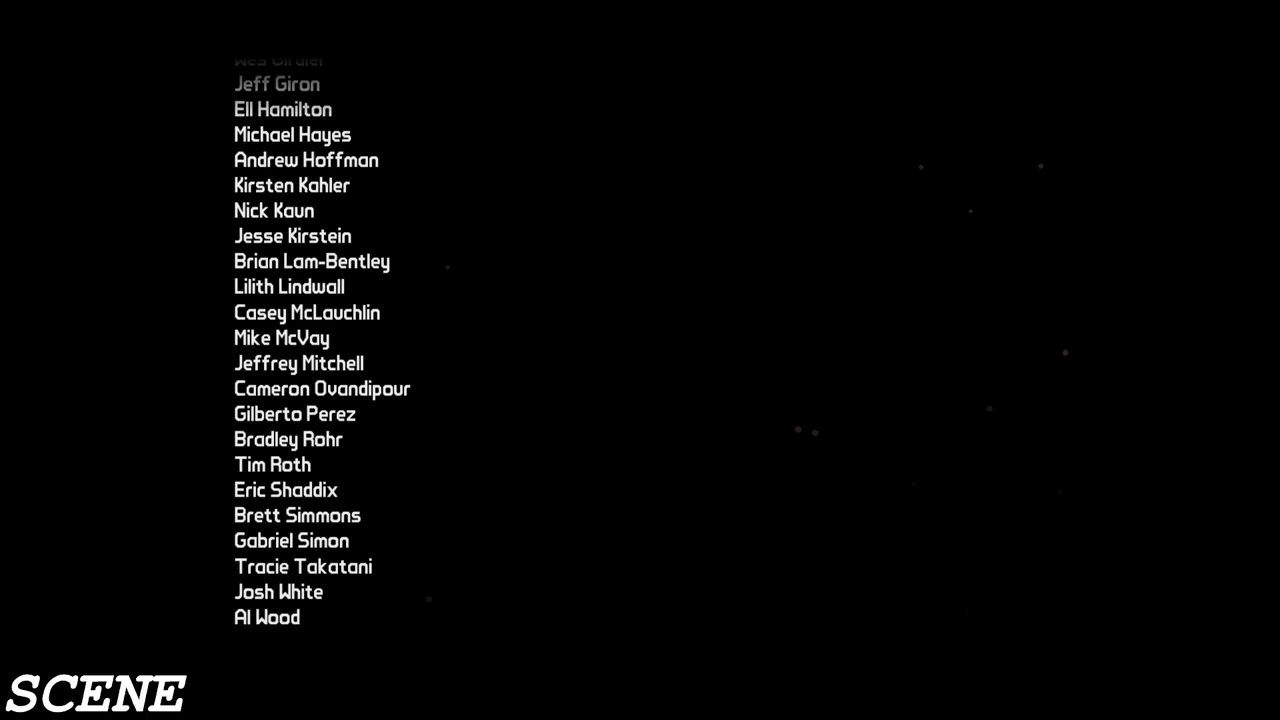 Jeff Giron
Ell Hamilton
Michael Hayes
Andrew Hoffman
Kirsten Kahler
Nick Kaun
Jesse Kirstein
Brian Lam-Bentley
Lilith Lindwall
Casey McLauchlin
Mike McVay
Jeffrey Mitchell
Cameron Ovandipour
Gilberto Perez
Bradley Rohr
Tim Roth
Eric Shaddix
Brett Simmons
Gabriel Simon
Tracie Takatani
Josh White
Al Wood
SCENE